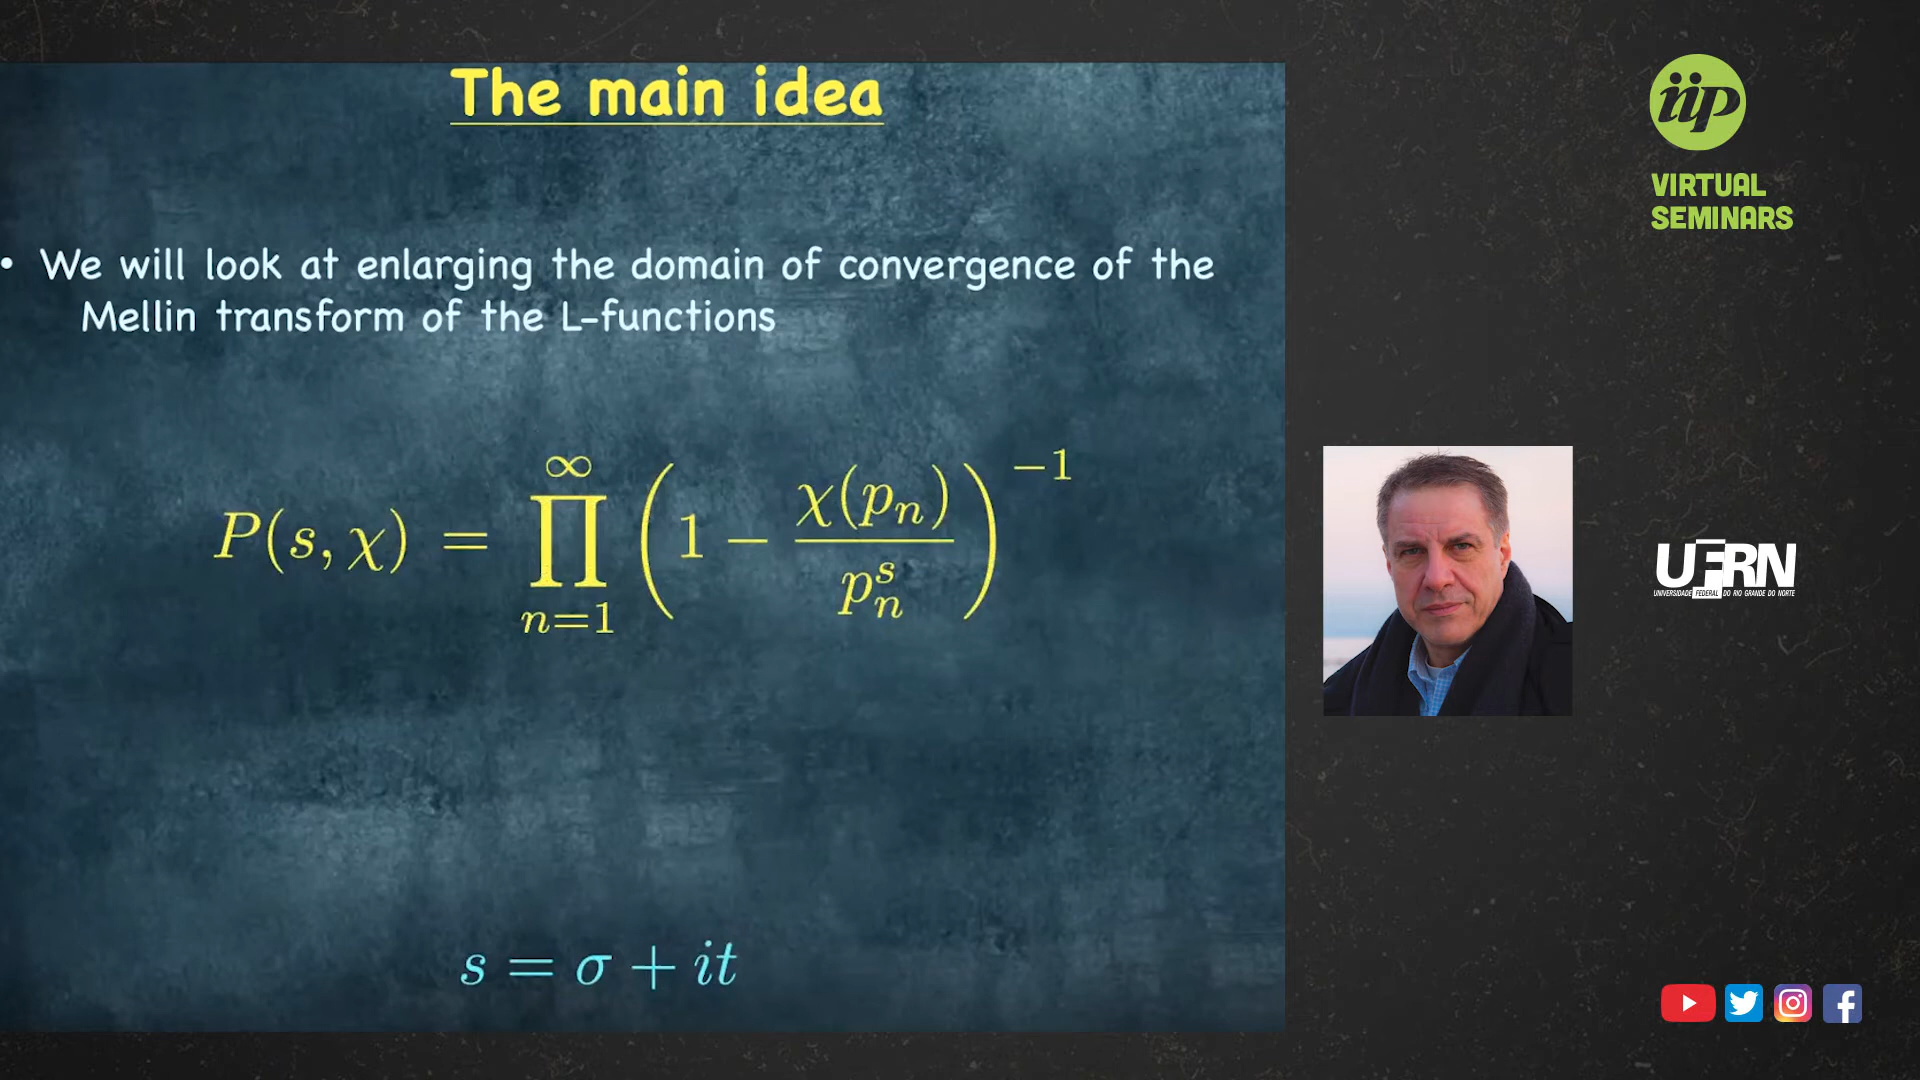 The main idea
• We will look at enlarging the domain of convergence of the
Mellin transform of the L-functions
P(s, χ) = ∏_{n=1}^{∞} (1 − χ(p_n)/p_n^s)^{−1}
s = σ + it
iip
VIRTUAL
SEMINARS
UFRN
UNIVERSIDADE FEDERAL DO RIO GRANDE DO NORTE